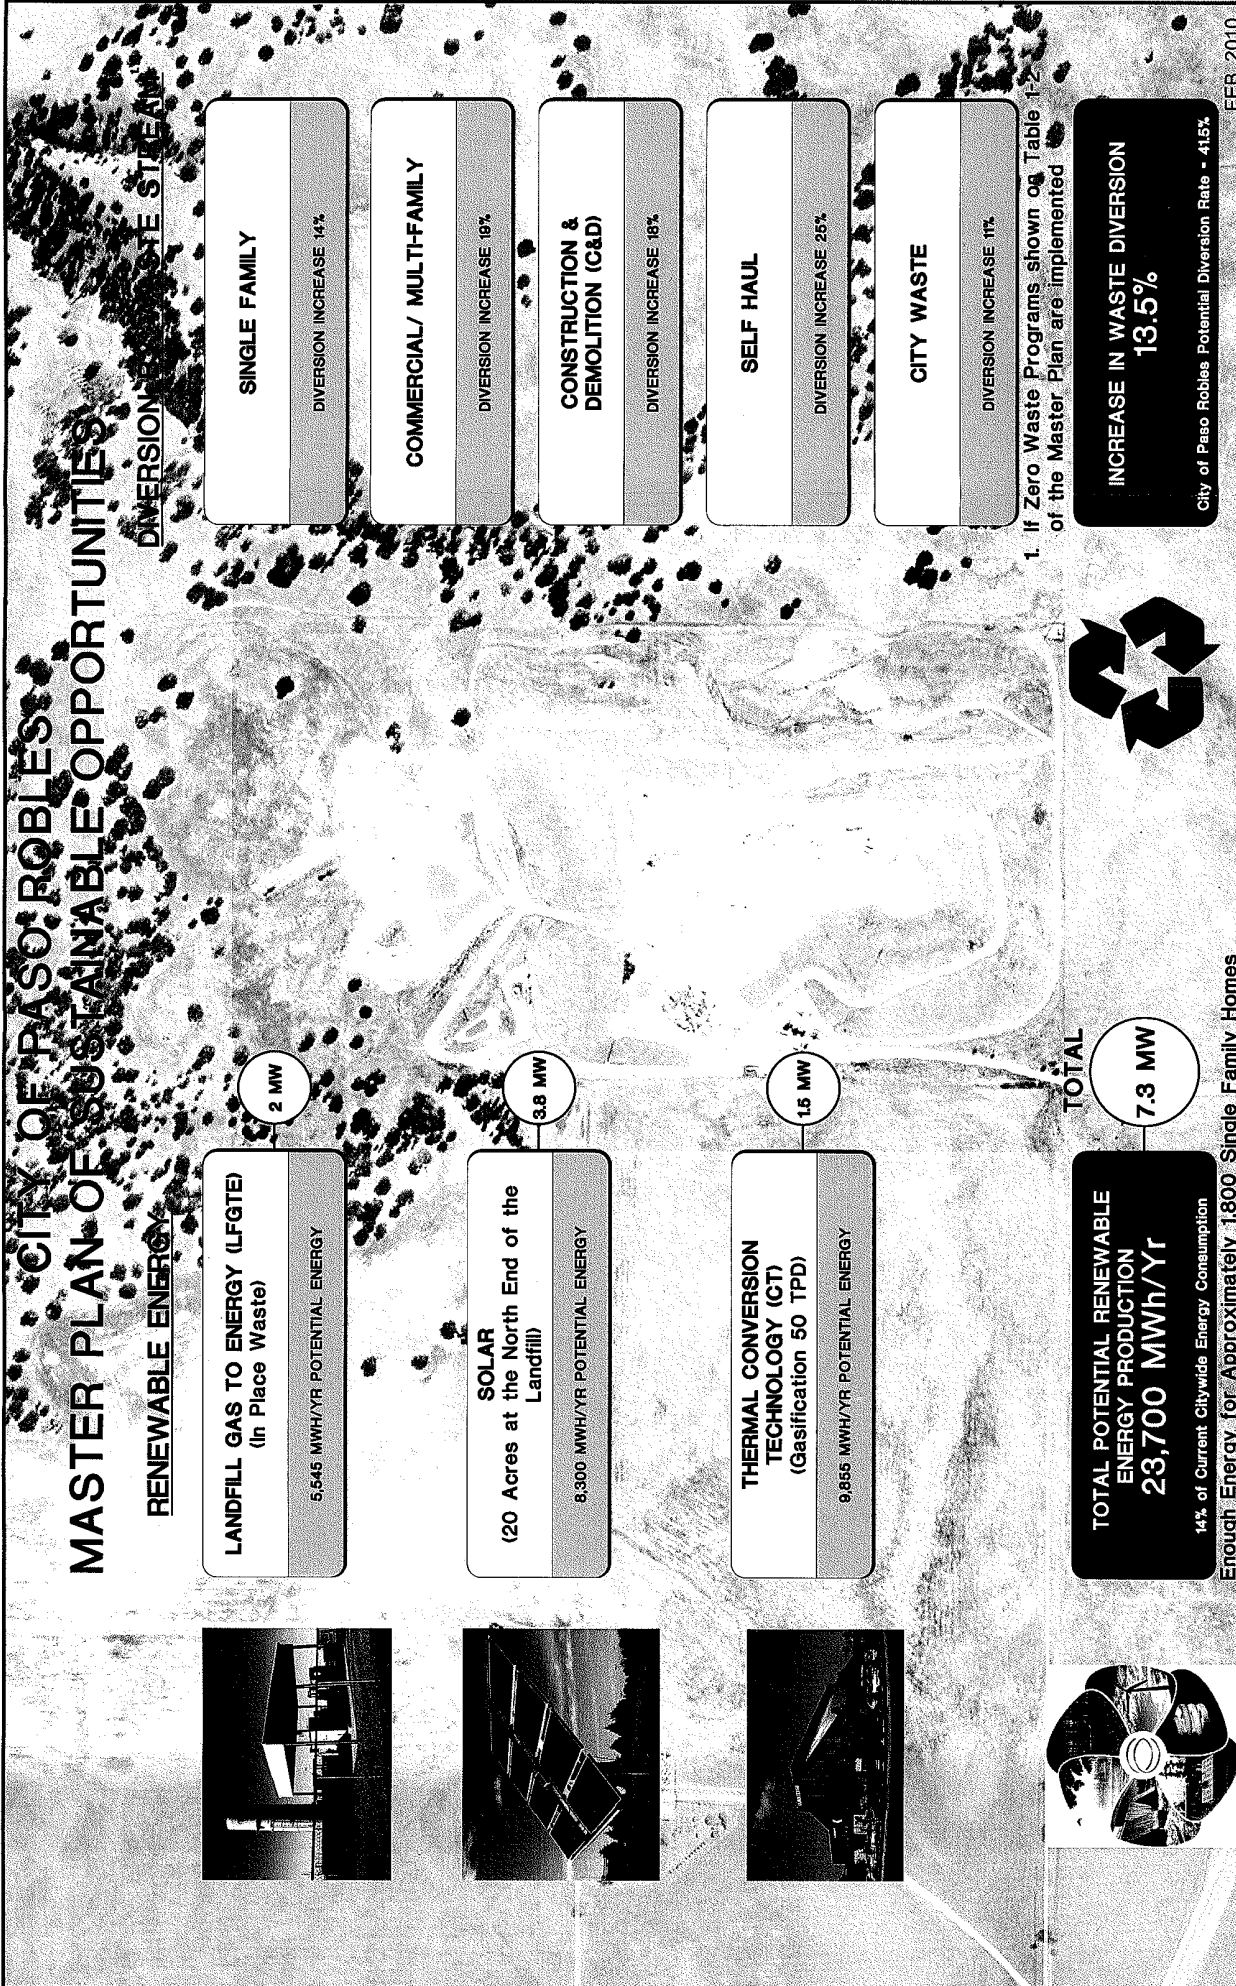 CITY OF PASO ROBLES
MASTER PLAN OF SUSTAINABLE OPPORTUNITIES
RENEWABLE ENERGY
LANDFILL GAS TO ENERGY (LFGTE)
(In Place Waste)
5,545 MWH/YR POTENTIAL ENERGY
2 MW
SOLAR
(20 Acres at the North End of the
Landfill)
8,300 MWH/YR POTENTIAL ENERGY
3.8 MW
THERMAL CONVERSION
TECHNOLOGY (CT)
(Gasification 50 TPD)
9,855 MWH/YR POTENTIAL ENERGY
1.5 MW
TOTAL
TOTAL POTENTIAL RENEWABLE
ENERGY PRODUCTION
23,700 MWh/Yr
14% of Current Citywide Energy Consumption
7.3 MW
Enough Energy for Approximately 1,800 Single Family Homes
DIVERSION BY WASTE STREAM
SINGLE FAMILY
DIVERSION INCREASE 14%
COMMERCIAL/ MULTI-FAMILY
DIVERSION INCREASE 19%
CONSTRUCTION &
DEMOLITION (C&D)
DIVERSION INCREASE 18%
SELF HAUL
DIVERSION INCREASE 25%
CITY WASTE
DIVERSION INCREASE 11%
1. If Zero Waste Programs shown on Table 1-2
of the Master Plan are implemented
INCREASE IN WASTE DIVERSION
13.5%
City of Paso Robles Potential Diversion Rate - 41.5%
FEB 2010